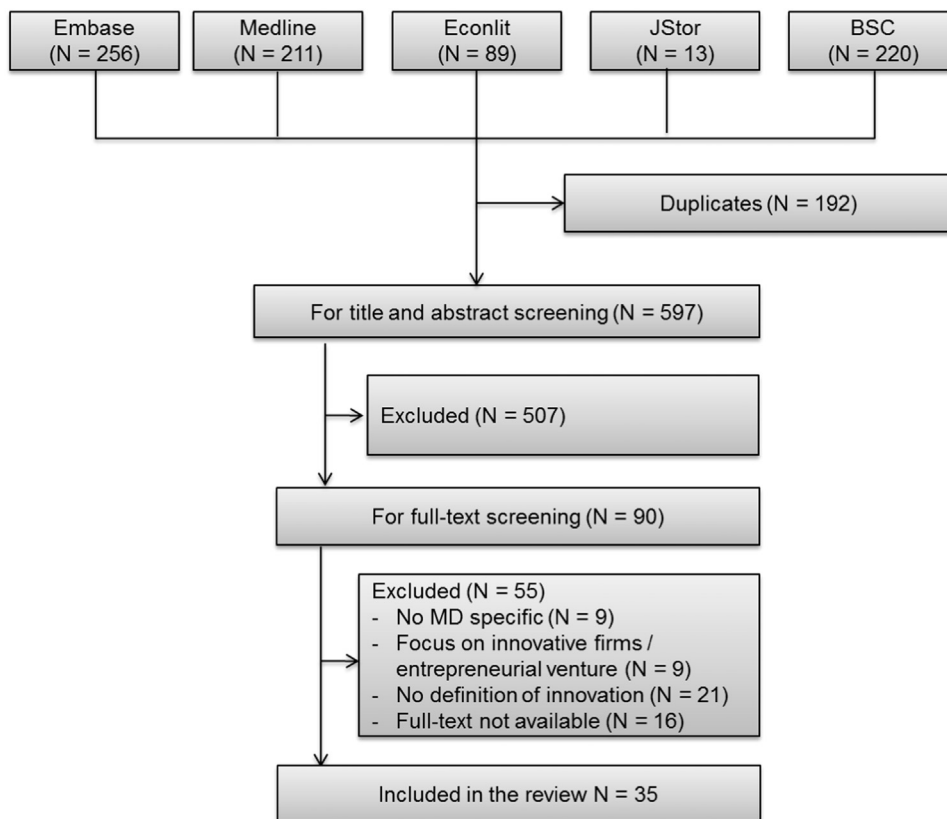 Embase
(N = 256)
Medline
(N = 211)
Econlit
(N = 89)
JStor
(N = 13)
BSC
(N = 220)
Duplicates (N = 192)
For title and abstract screening (N = 597)
Excluded (N = 507)
For full-text screening (N = 90)
Excluded (N = 55)
- No MD specific (N = 9)
- Focus on innovative firms /
entrepreneurial venture (N = 9)
- No definition of innovation (N = 21)
- Full-text not available (N = 16)
Included in the review N = 35